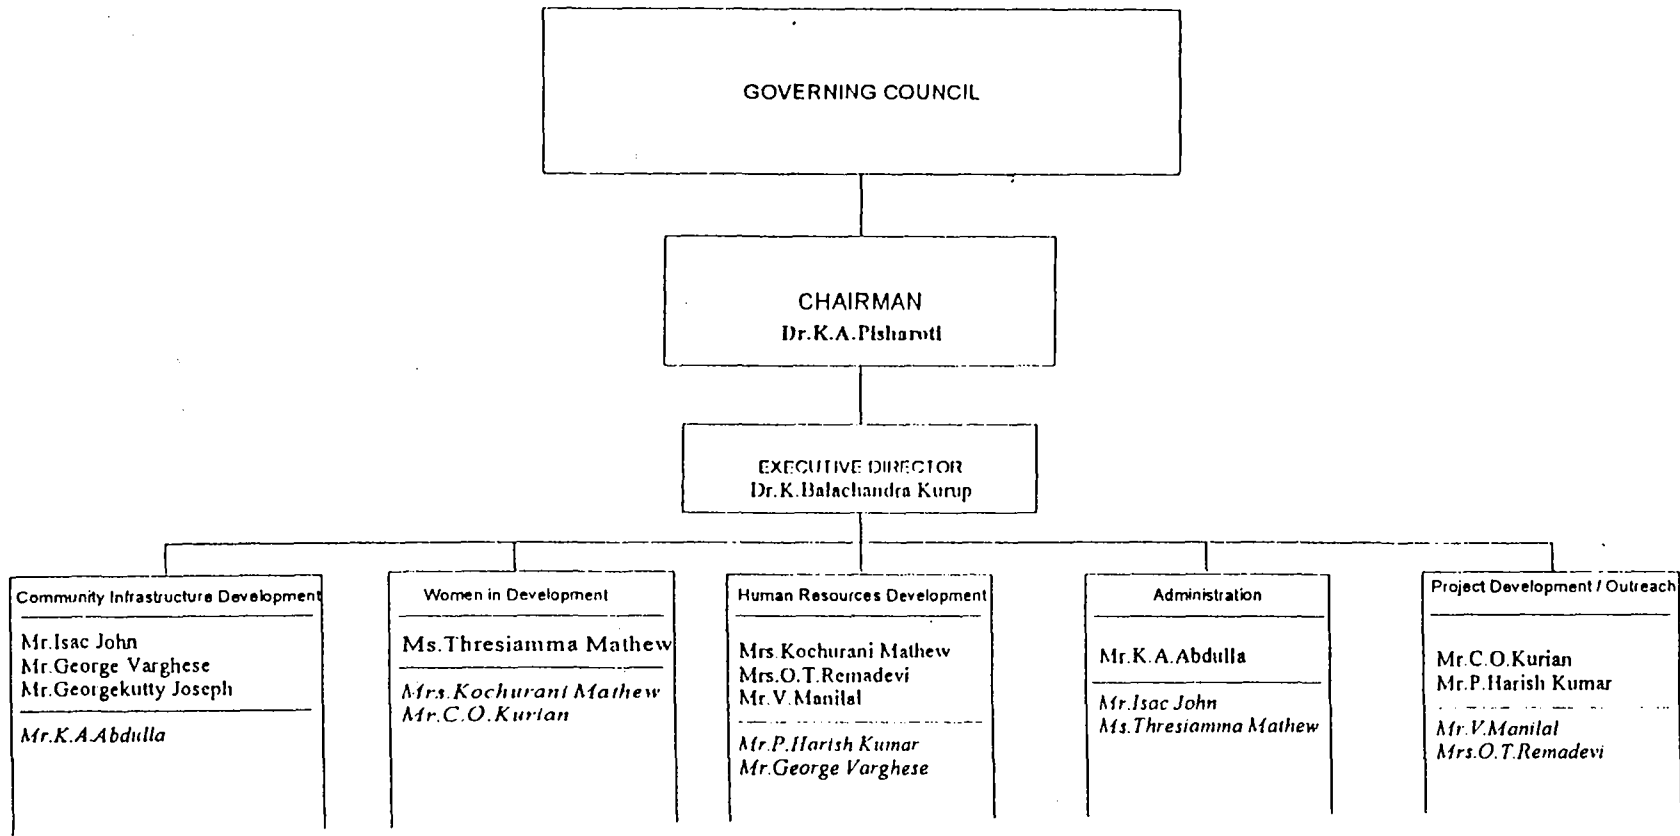 GOVERNING COUNCIL
CHAIRMAN
Dr.K.A.Pisharoti
EXECUTIVE DIRECTOR
Dr.K.Balachandra Kurup
Community Infrastructure Development
Mr.Isac John
Mr.George Varghese
Mr.Georgekutty Joseph
Mr.K.A.Abdulla
Women in Development
Ms.Thresiamma Mathew
Mrs.Kochurani Mathew
Mr.C.O.Kurian
Human Resources Development
Mrs.Kochurani Mathew
Mrs.O.T.Remadevi
Mr.V.Manilal
Mr.P.Harish Kumar
Mr.George Varghese
Administration
Mr.K.A.Abdulla
Mr.Isac John
Ms.Thresiamma Mathew
Project Development / Outreach
Mr.C.O.Kurian
Mr.P.Harish Kumar
Mr.V.Manilal
Mrs.O.T.Remadevi